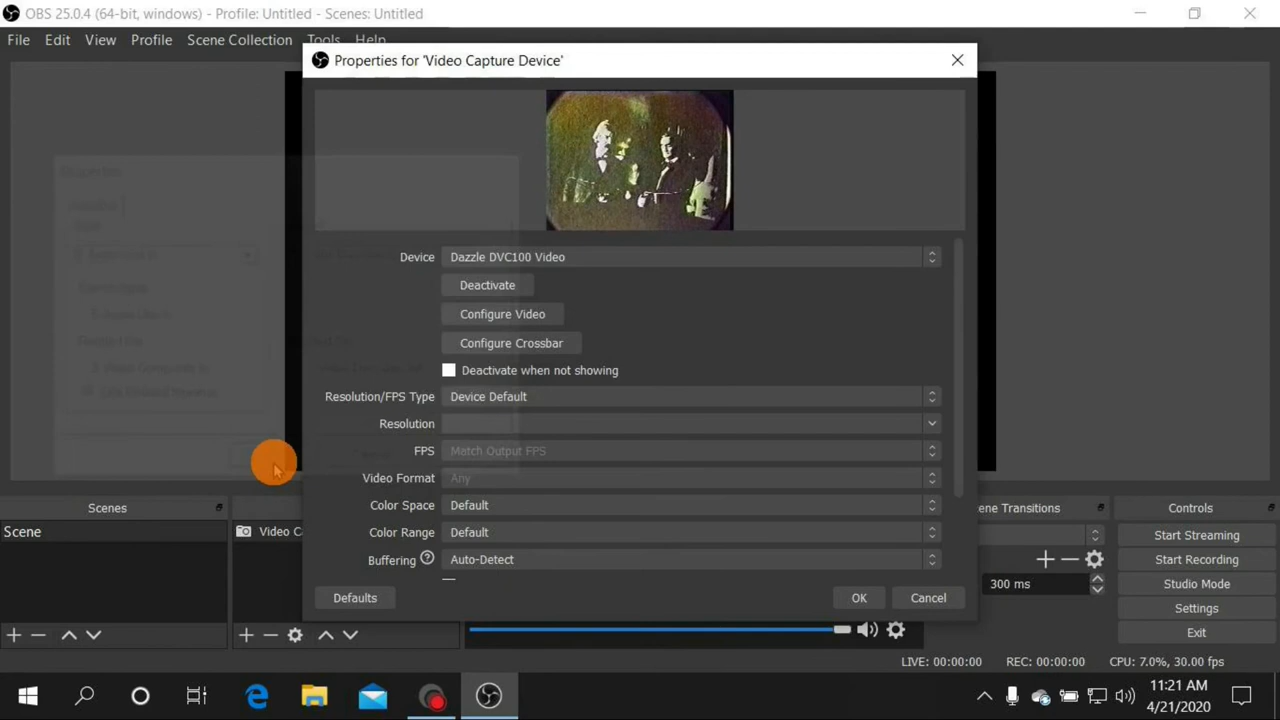 OBS 25.0.4 (64-bit, windows) - Profile: Untitled - Scenes: Untitled
File Edit View Profile Scene Collection Tools Help
Properties for 'Video Capture Device'
Device Dazzle DVC100 Video
Deactivate
Configure Video
Configure Crossbar
Deactivate when not showing
Resolution/FPS Type Device Default
Resolution
FPS Match Output FPS
Video Format Any
Color Space Default
Color Range Default
Buffering ? Auto-Detect
Defaults OK Cancel
Scenes
Scene
Video C
ene Transitions
300 ms
Controls
Start Streaming
Start Recording
Studio Mode
Settings
Exit
LIVE: 00:00:00 REC: 00:00:00 CPU: 7.0%, 30.00 fps
11:21 AM
4/21/2020